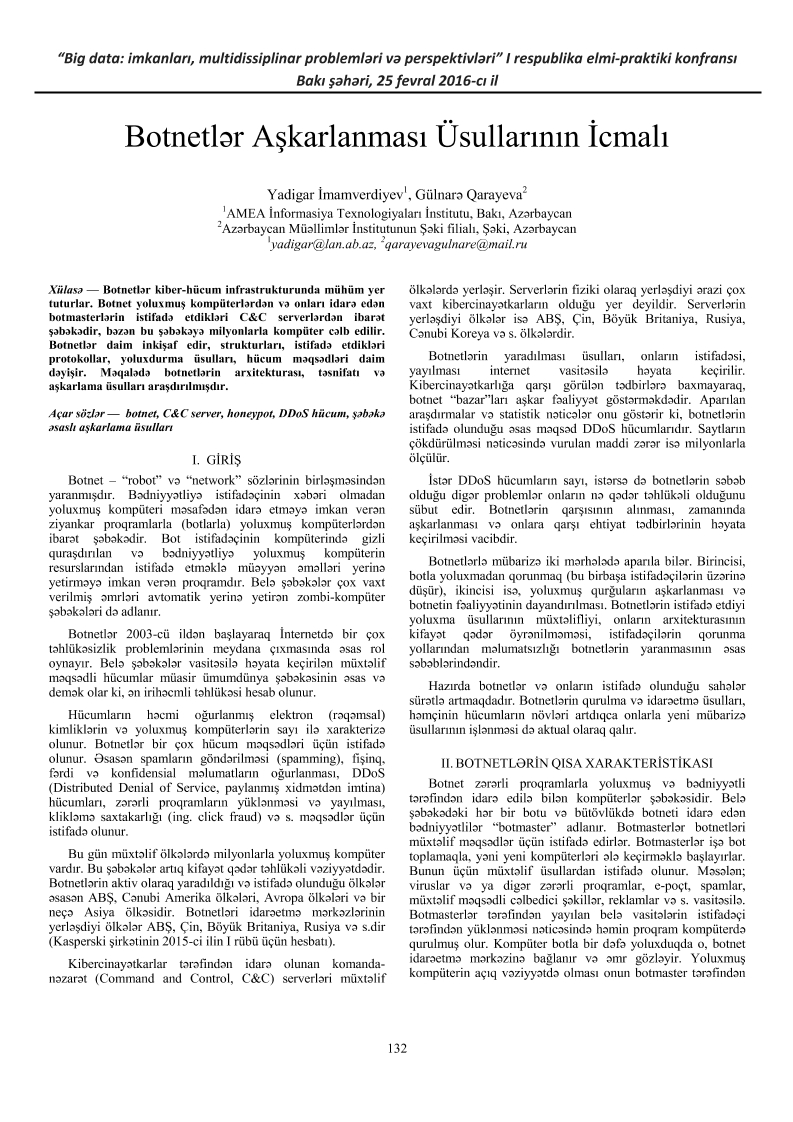 “Big data: imkanları, multidissiplinar problemləri və perspektivləri” I respublika elmi-praktiki konfransı
Bakı şəhəri, 25 fevral 2016-cı il
Botnetlər Aşkarlanması Üsullarının İcmalı
Yadigar İmamverdiyev1, Gülnarə Qarayeva2
1AMEA İnformasiya Texnologiyaları İnstitutu, Bakı, Azərbaycan
2Azərbaycan Müəllimlər İnstitutunun Şəki filialı, Şəki, Azərbaycan
1yadigar@lan.ab.az, 2qarayevagulnare@mail.ru
Xülasə — Botnetlər kiber-hücum infrastrukturunda mühüm yer
tuturlar. Botnet yoluxmuş kompüterlərdən və onları idarə edən
botmasterlərin istifadə etdikləri C&C serverlərdən ibarət
şəbəkədir, bəzən bu şəbəkəyə milyonlarla kompüter cəlb edilir.
Botnetlər daim inkişaf edir, strukturları, istifadə etdikləri
protokollar, yoluxdurma üsulları, hücum məqsədləri daim
dəyişir. Məqalədə botnetlərin arxitekturası, təsnifatı və
aşkarlama üsulları araşdırılmışdır.
Açar sözlər — botnet, C&C server, honeypot, DDoS hücum, şəbəkə
əsaslı aşkarlama üsulları
I. GİRİŞ
Botnet – “robot” və “network” sözlərinin birləşməsindən
yaranmışdır. Bədniyyətliyə istifadəçinin xəbəri olmadan
yoluxmuş kompüteri məsafədən idarə etməyə imkan verən
ziyankar proqramlarla (botlarla) yoluxmuş kompüterlərdən
ibarət şəbəkədir. Bot istifadəçinin kompüterində gizli
quraşdırılan və bədniyyətliyə yoluxmuş kompüterin
resurslarından istifadə etməklə müəyyən əməlləri yerinə
yetirməyə imkan verən proqramdır. Belə şəbəkələr çox vaxt
verilmiş əmrləri avtomatik yerinə yetirən zombi-kompüter
şəbəkələri də adlanır.
Botnetlər 2003-cü ildən başlayaraq İnternetdə bir çox
təhlükəsizlik problemlərinin meydana çıxmasında əsas rol
oynayır. Belə şəbəkələr vasitəsilə həyata keçirilən müxtəlif
məqsədli hücumlar müasir ümumdünya şəbəkəsinin əsas və
demək olar ki, ən irihəcmli təhlükəsi hesab olunur.
Hücumların həcmi oğurlanmış elektron (rəqəmsal)
kimliklərin və yoluxmuş kompüterlərin sayı ilə xarakterizə
olunur. Botnetlər bir çox hücum məqsədləri üçün istifadə
olunur. Əsasən spamların göndərilməsi (spamming), fişinq,
fərdi və konfidensial məlumatların oğurlanması, DDoS
(Distributed Denial of Service, paylanmış xidmətdən imtina)
hücumları, zərərli proqramların yüklənməsi və yayılması,
klikləmə saxtakarlığı (ing. click fraud) və s. məqsədlər üçün
istifadə olunur.
Bu gün müxtəlif ölkələrdə milyonlarla yoluxmuş kompüter
vardır. Bu şəbəkələr artıq kifayət qədər təhlükəli vəziyyətdədir.
Botnetlərin aktiv olaraq yaradıldığı və istifadə olunduğu ölkələr
əsasən ABŞ, Cənubi Amerika ölkələri, Avropa ölkələri və bir
neçə Asiya ölkəsidir. Botnetləri idarəetmə mərkəzlərinin
yerləşdiyi ölkələr ABŞ, Çin, Böyük Britaniya, Rusiya və s.dir
(Kasperski şirkətinin 2015-ci ilin I rübü üçün hesbatı).
Kibercinayətkarlar tərəfindən idarə olunan komanda-
nəzarət (Command and Control, C&C) serverləri müxtəlif
ölkələrdə yerləşir. Serverlərin fiziki olaraq yerləşdiyi ərazi çox
vaxt kibercinayətkarların olduğu yer deyildir. Serverlərin
yerləşdiyi ölkələr isə ABŞ, Çin, Böyük Britaniya, Rusiya,
Cənubi Koreya və s. ölkələrdir.
Botnetlərin yaradılması üsulları, onların istifadəsi,
yayılması internet vasitəsilə həyata keçirilir.
Kibercinayətkarlığa qarşı görülən tədbirlərə baxmayaraq,
botnet “bazar”ları aşkar fəaliyyət göstərməkdədir. Aparılan
araşdırmalar və statistik nəticələr onu göstərir ki, botnetlərin
istifadə olunduğu əsas məqsəd DDoS hücumlarıdır. Saytların
çökdürülməsi nəticəsində vurulan maddi zərər isə milyonlarla
ölçülür.
İstər DDoS hücumların sayı, istərsə də botnetlərin səbəb
olduğu digər problemlər onların nə qədər təhlükəli olduğunu
sübut edir. Botnetlərin qarşısının alınması, zamanında
aşkarlanması və onlara qarşı ehtiyat tədbirlərinin həyata
keçirilməsi vacibdir.
Botnetlərlə mübarizə iki mərhələdə aparıla bilər. Birincisi,
botla yoluxmadan qorunmaq (bu birbaşa istifadəçilərin üzərinə
düşür), ikincisi isə, yoluxmuş qurğuların aşkarlanması və
botnetin fəaliyyətinin dayandırılması. Botnetlərin istifadə etdiyi
yoluxma üsullarının müxtəlifliyi, onların arxitekturasının
kifayət qədər öyrənilməməsi, istifadəçilərin qorunma
yollarından məlumatsızlığı botnetlərin yaranmasının əsas
səbəblərindəndir.
Hazırda botnetlər və onların istifadə olunduğu sahələr
sürətlə artmaqdadır. Botnetlərin qurulma və idarəetmə üsulları,
həmçinin hücumların növləri artdıqca onlarla yeni mübarizə
üsullarının işlənməsi də aktual olaraq qalır.
II. BOTNETLƏRİN QISA XARAKTERİSTİKASI
Botnet zərərli proqramlarla yoluxmuş və bədniyyətli
tərəfindən idarə edilə bilən kompüterlər şəbəkəsidir. Belə
şəbəkədəki hər bir botu və bütövlükdə botneti idarə edən
bədniyyətlilər “botmaster” adlanır. Botmasterlər botnetləri
müxtəlif məqsədlər üçün istifadə edirlər. Botmasterlər işə bot
toplamaqla, yəni yeni kompüterləri ələ keçirməklə başlayırlar.
Bunun üçün müxtəlif üsullardan istifadə olunur. Məsələn;
viruslar və ya digər zərərli proqramlar, e-poçt, spamlar,
müxtəlif məqsədli cəlbedici şəkillər, reklamlar və s. vasitəsilə.
Botmasterlər tərəfindən yayılan belə vasitələrin istifadəçi
tərəfindən yüklənməsi nəticəsində həmin proqram kompüterdə
qurulmuş olur. Kompüter botla bir dəfə yoluxduqda o, botnet
idarəetmə mərkəzinə bağlanır və əmr gözləyir. Yoluxmuş
kompüterin açıq vəziyyətdə olması onun botmaster tərəfindən
132